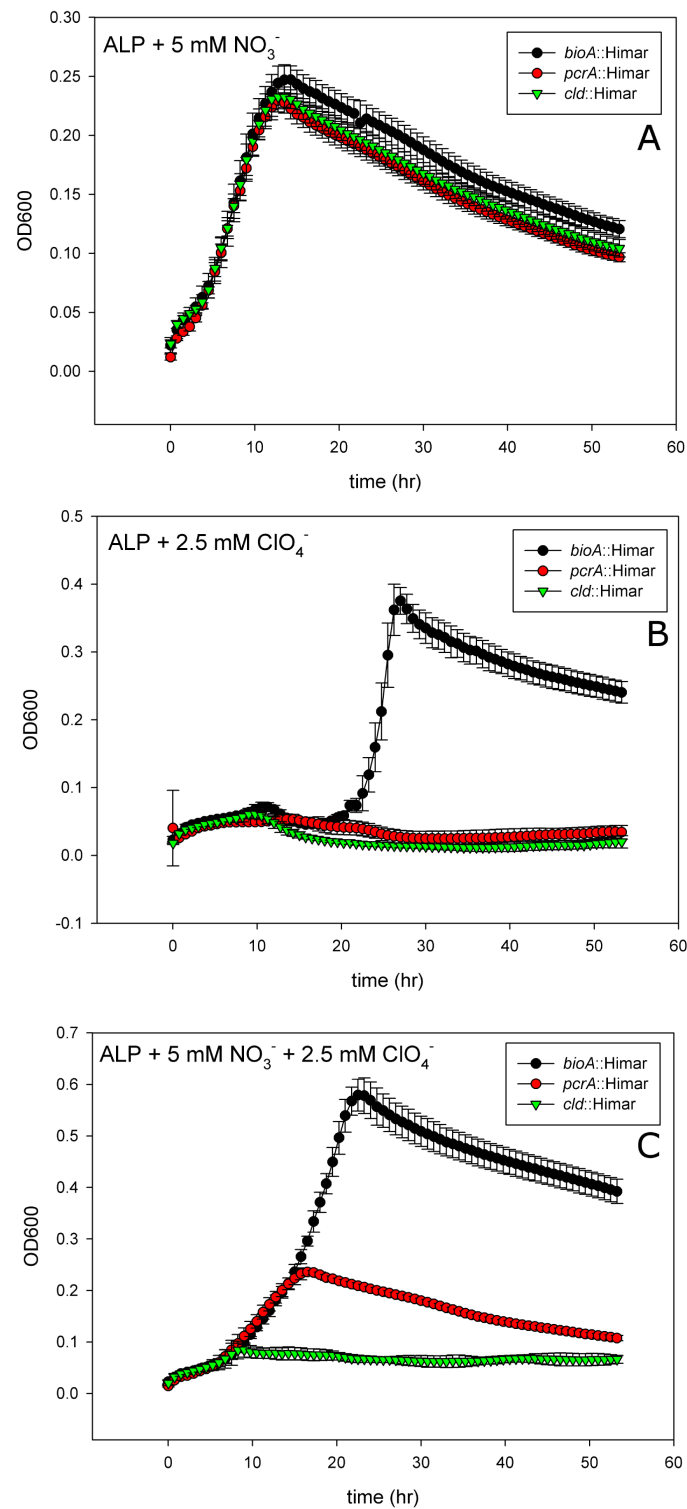 ALP + 5 mM NO₃⁻
bioA::Himar
pcrA::Himar
cld::Himar
A
0.30
0.25
0.20
0.15
0.10
0.05
0.00
OD600
0 10 20 30 40 50 60
time (hr)
ALP + 2.5 mM ClO₄⁻
bioA::Himar
pcrA::Himar
cld::Himar
B
0.5
0.4
0.3
0.2
0.1
0.0
-0.1
OD600
0 10 20 30 40 50 60
time (hr)
ALP + 5 mM NO₃⁻ + 2.5 mM ClO₄⁻
bioA::Himar
pcrA::Himar
cld::Himar
C
0.7
0.6
0.5
0.4
0.3
0.2
0.1
0.0
OD600
0 10 20 30 40 50 60
time (hr)